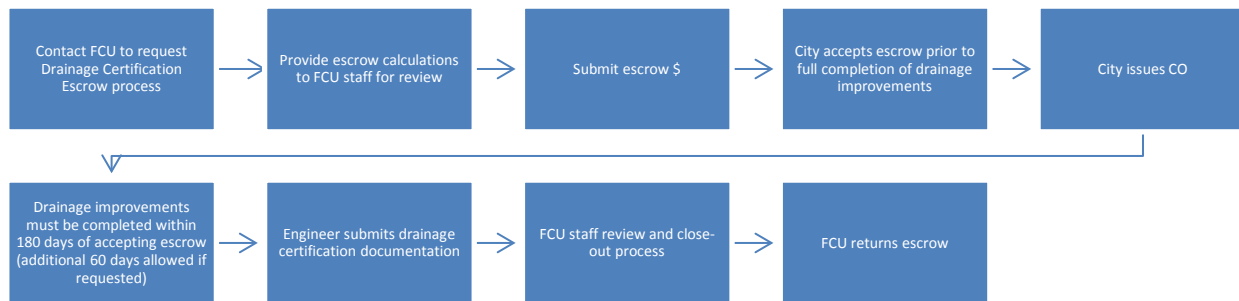 Contact FCU to request
Drainage Certification
Escrow process
Provide escrow calculations
to FCU staff for review
Submit escrow $
City accepts escrow prior to
full completion of drainage
improvements
City issues CO
Drainage improvements
must be completed within
180 days of accepting escrow
(additional 60 days allowed if
requested)
Engineer submits drainage
certification documentation
FCU staff review and close-
out process
FCU returns escrow